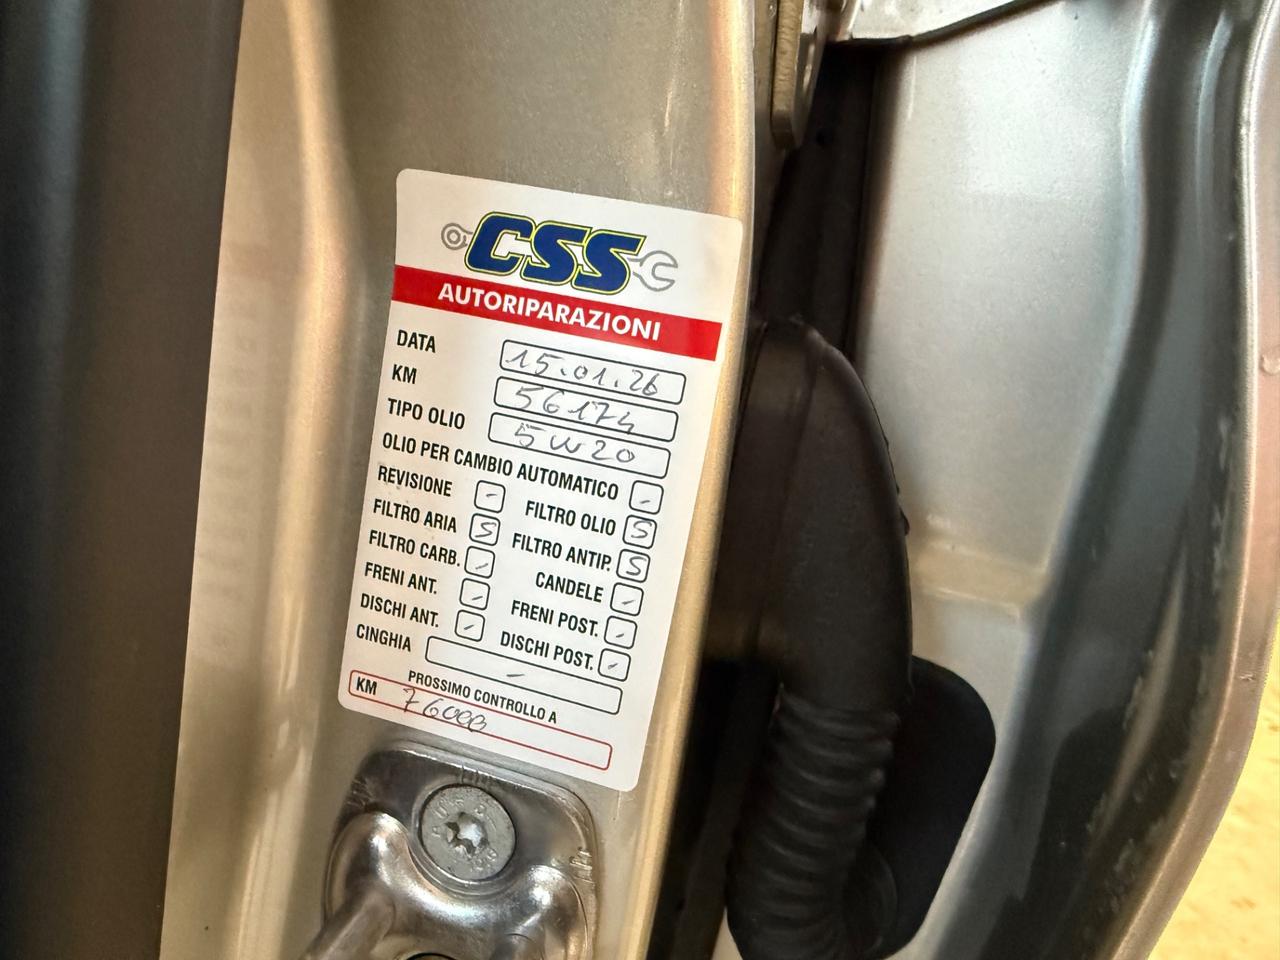 CSS
AUTORIPARAZIONI
DATA 15.01.26
KM 56174
TIPO OLIO 5W20
OLIO PER CAMBIO AUTOMATICO -
REVISIONE - FILTRO OLIO S
FILTRO ARIA S FILTRO ANTIP. S
FILTRO CARB. - CANDELE -
FRENI ANT. - FRENI POST. -
DISCHI ANT. - DISCHI POST. -
CINGHIA -
PROSSIMO CONTROLLO A
KM 76000